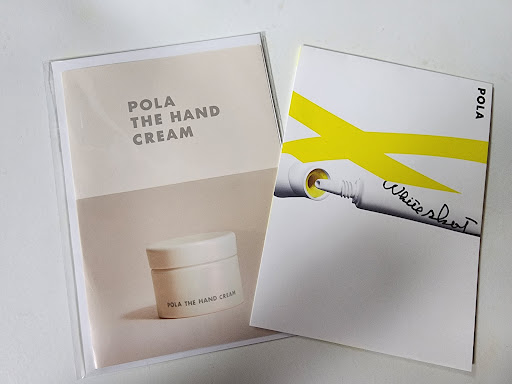 POLA
THE HAND
CREAM
POLA THE HAND CREAM
POLA
White shot